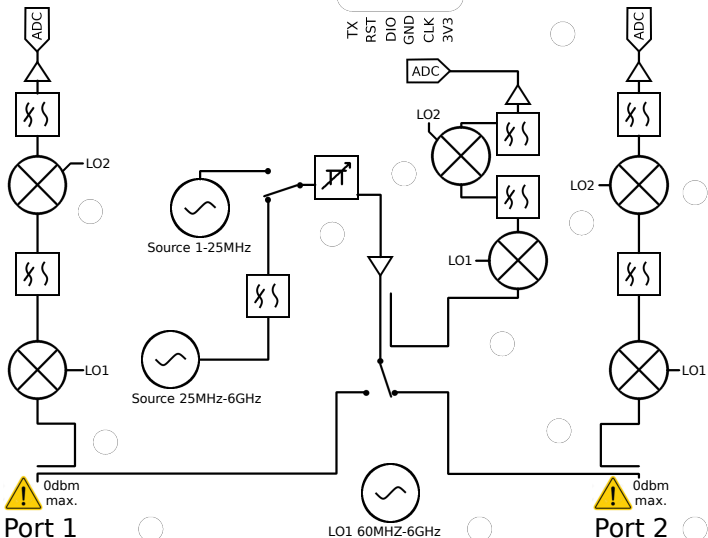 ADC
TX
RST
DIO
GND
CLK
3V3
ADC
ADC
LO2
LO2
LO2
Source 1-25MHz
LO1
LO1
Source 25MHz-6GHz
LO1
0dbm
max.
Port 1
LO1 60MHZ-6GHz
0dbm
max.
Port 2